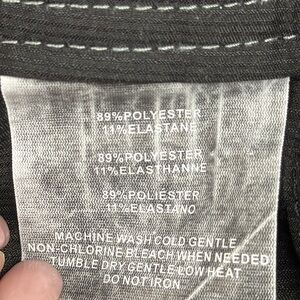 89%POLYESTER
11%ELASTANE
89%POLYESTER
11%ELASTHANNE
89%POLIESTER
11%ELASTANO
MACHINE WASH COLD GENTLE
NON-CHLORINE BLEACH WHEN NEEDED
TUMBLE DRY GENTLE LOW HEAT
DO NOT IRON